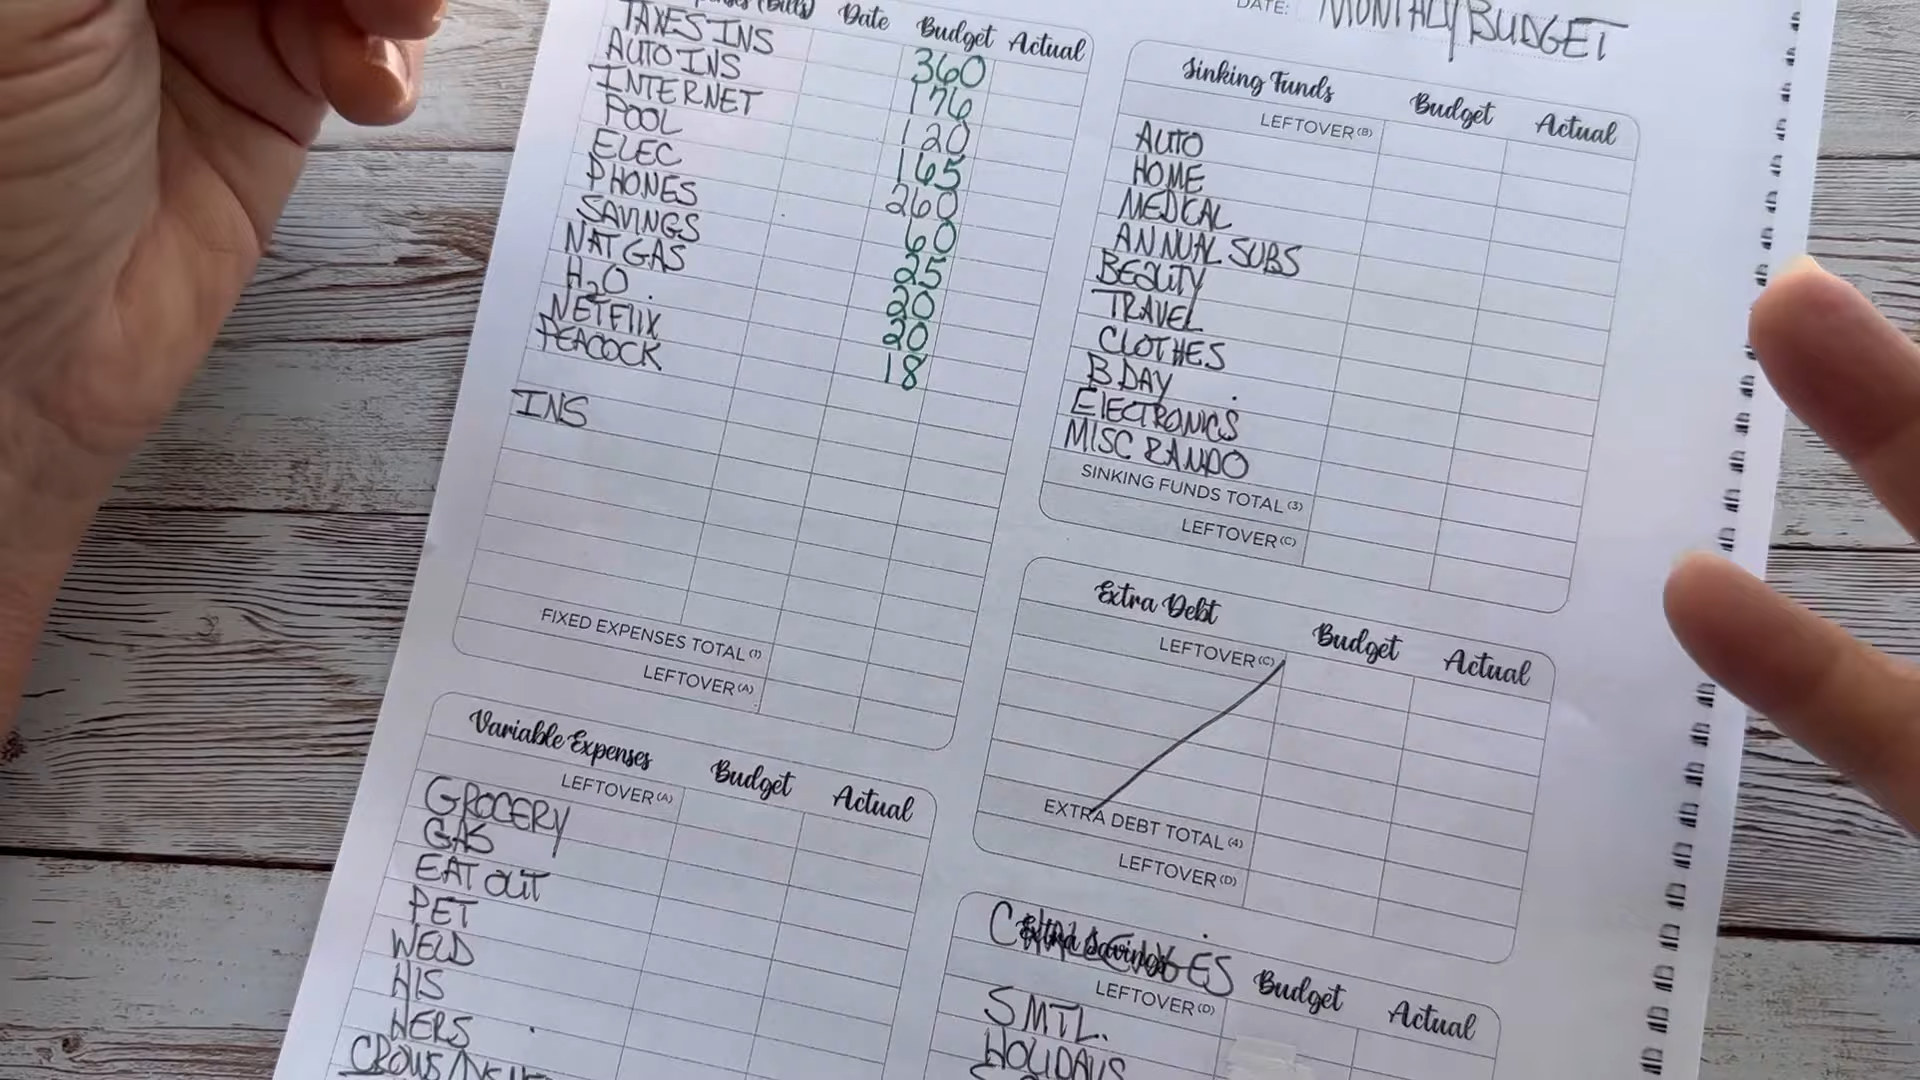 (Bills) Date Budget Actual
TAXES INS 360
AUTO INS 176
INTERNET 120
POOL 165
ELEC 260
PHONES 60
SAVINGS 25
NAT GAS 20
H2O 20
NETFLIX 18
PEACOCK
INS
FIXED EXPENSES TOTAL (1)
LEFTOVER (A)
Variable Expenses Budget Actual
LEFTOVER (A)
GROCERY
GAS
EAT OUT
PET
WELD
HIS
HERS
DATE: MONTHLY BUDGET
Sinking Funds Budget Actual
LEFTOVER (B)
AUTO
HOME
MEDICAL
ANNUAL SUBS
BEAUTY
TRAVEL
CLOTHES
B DAY
ELECTRONICS
MISC RANDO
SINKING FUNDS TOTAL (3)
LEFTOVER (C)
Extra Debt Budget Actual
LEFTOVER (C)
EXTRA DEBT TOTAL (4)
LEFTOVER (D)
CHALLENGES Budget Actual
LEFTOVER (D)
SMTL.
HOLIDAYS